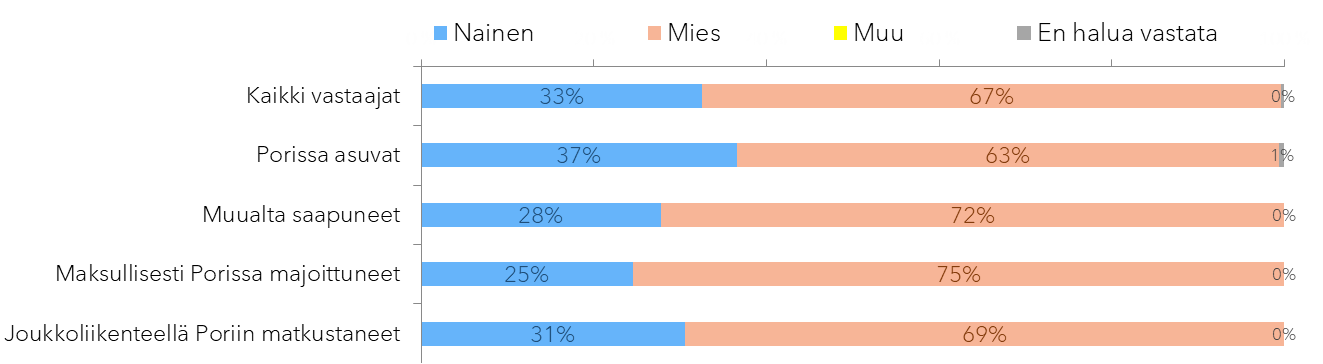 Nainen Mies Muu En halua vastata
Kaikki vastaajat 33% 67% 0%
Porissa asuvat 37% 63% 1%
Muualta saapuneet 28% 72% 0%
Maksullisesti Porissa majoittuneet 25% 75% 0%
Joukkoliikenteellä Poriin matkustaneet 31% 69% 0%